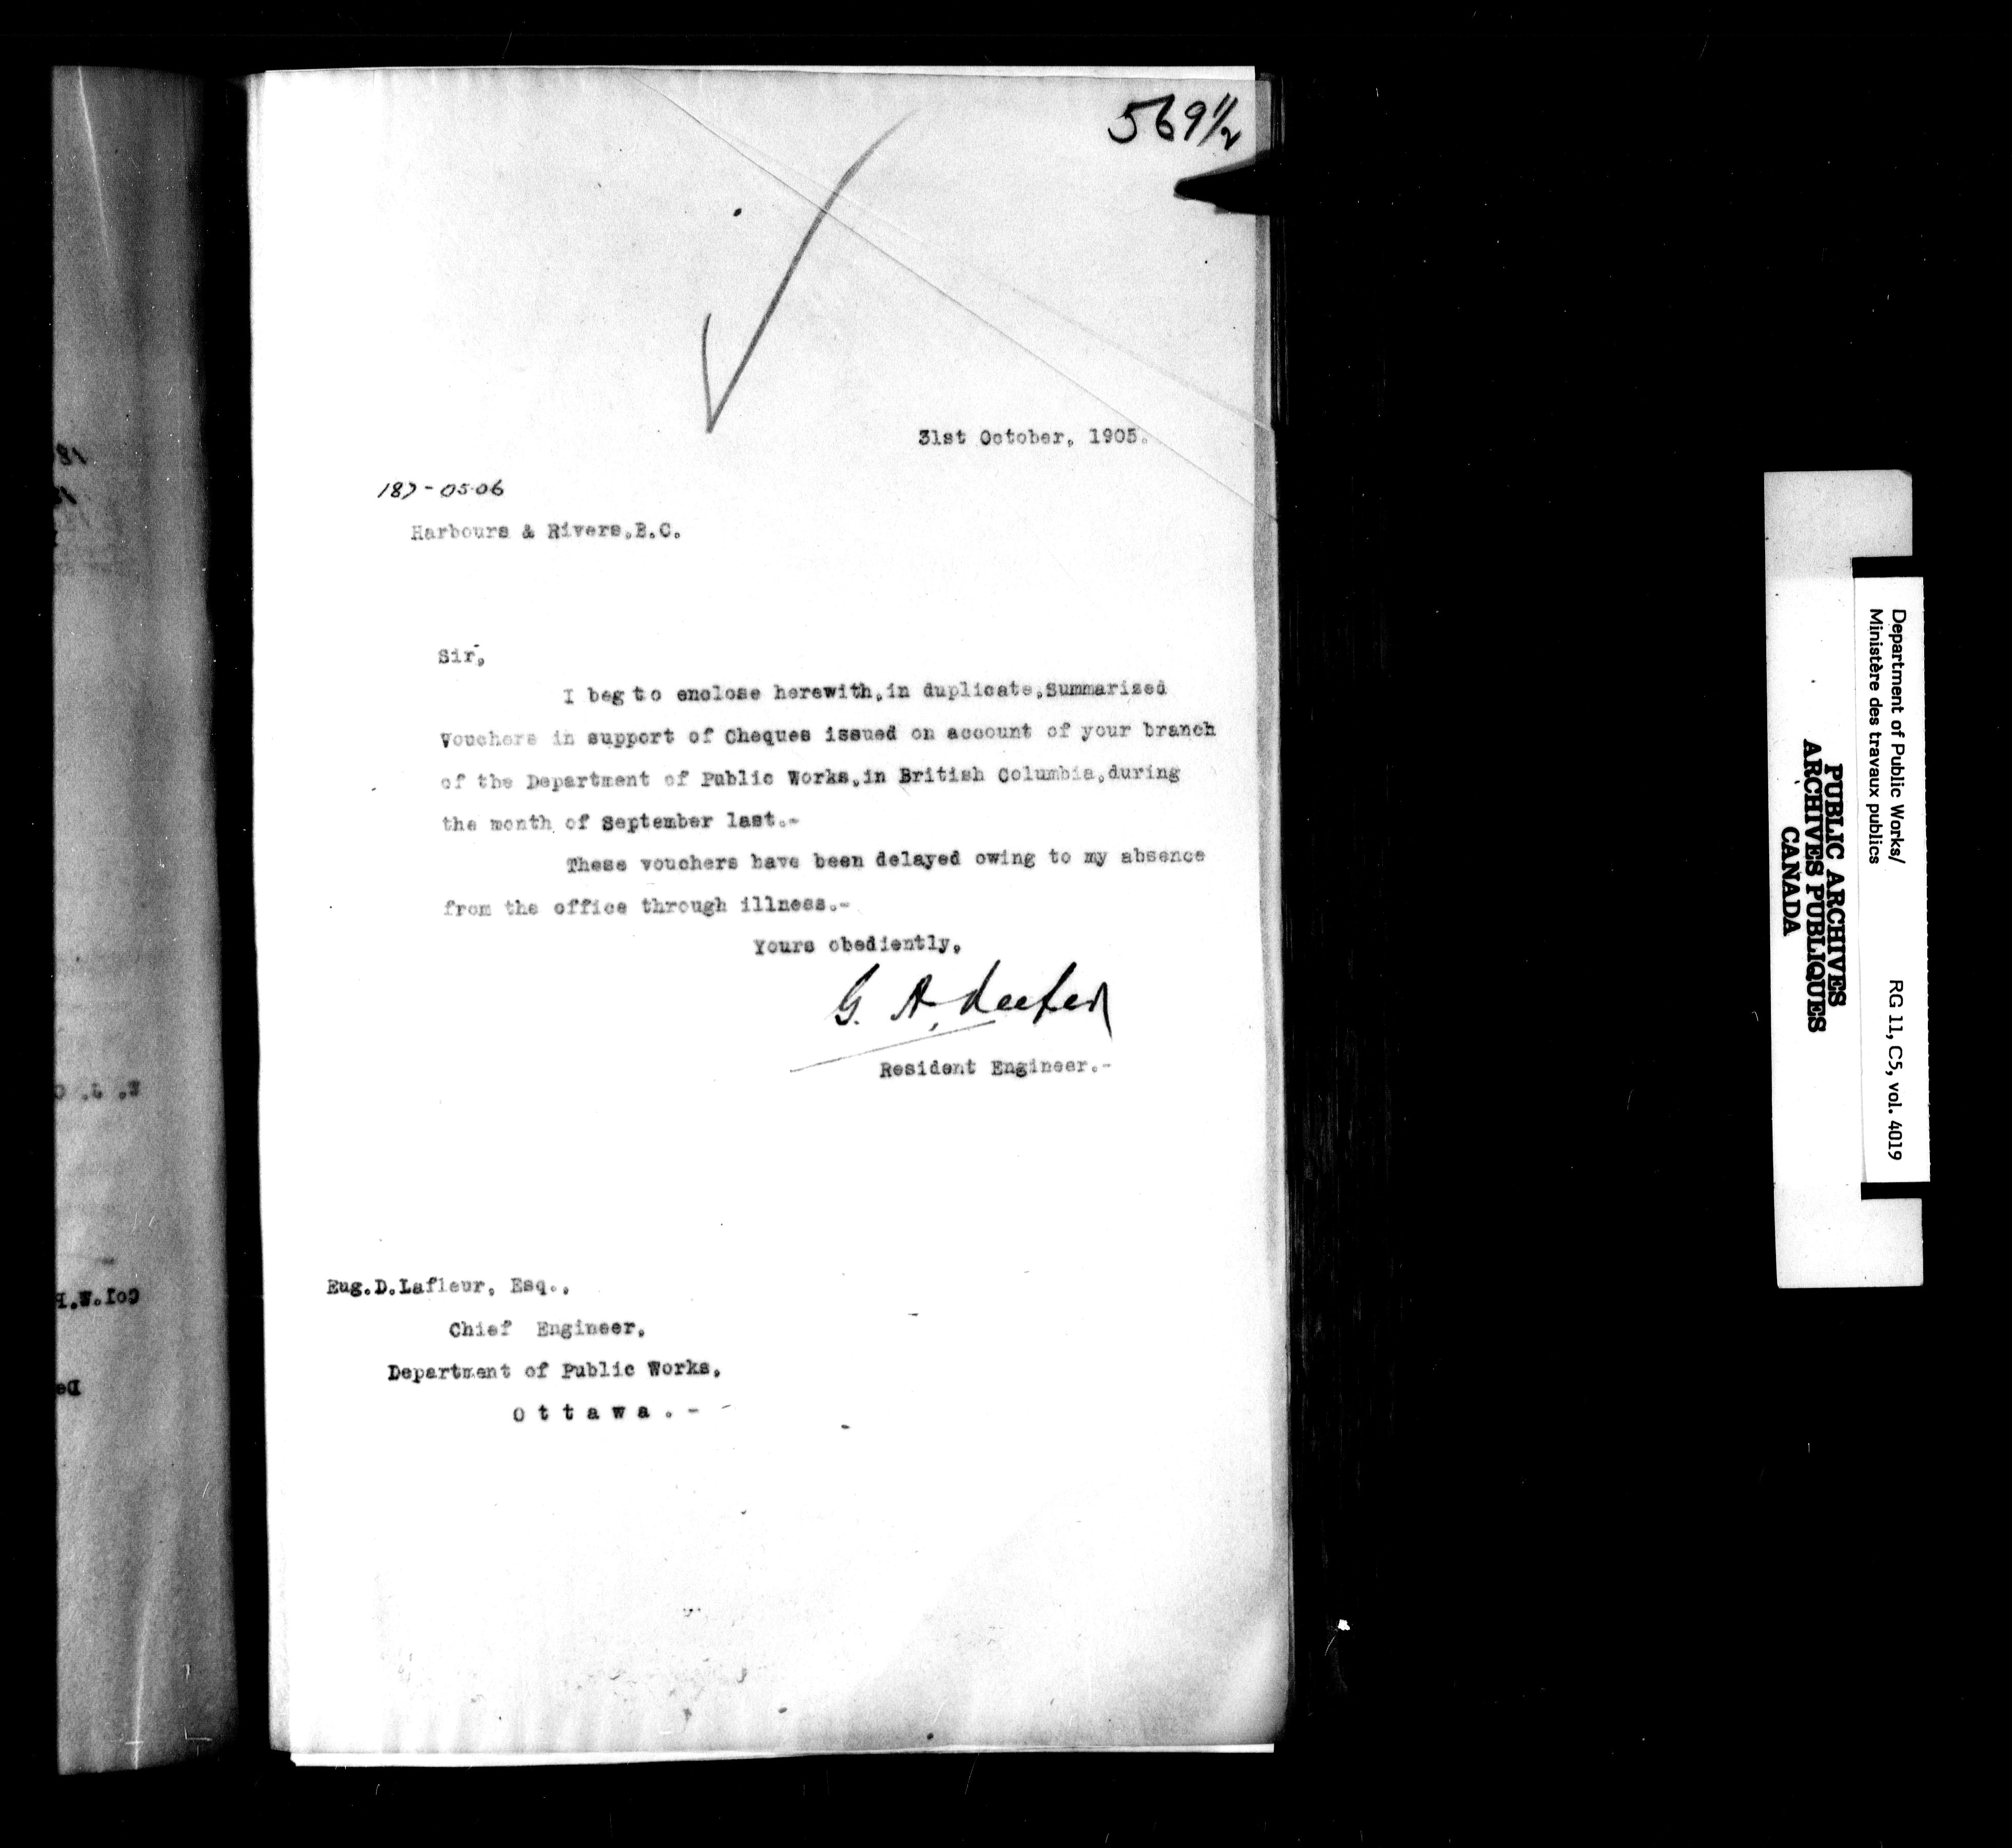 569 1/2
31st October, 1905.
187-05-06
Harbours & Rivers,B.C.
Sir,
I beg to enclose herewith,in duplicate,Summarized
Vouchers in support of Cheques issued on account of your branch
of the Department of Public Works,in British Columbia,during
the month of September last.-
These vouchers have been delayed owing to my absence
from the office through illness.-
Yours obediently,
G. A. Keefer
Resident Engineer.-
Eug.D.Lafleur, Esq.,
Chief Engineer,
Department of Public Works,
O t t a w a . -
Department of Public Works/
Ministère des travaux publics
RG 11, C5, vol. 4019
PUBLIC ARCHIVES
ARCHIVES PUBLIQUES
CANADA